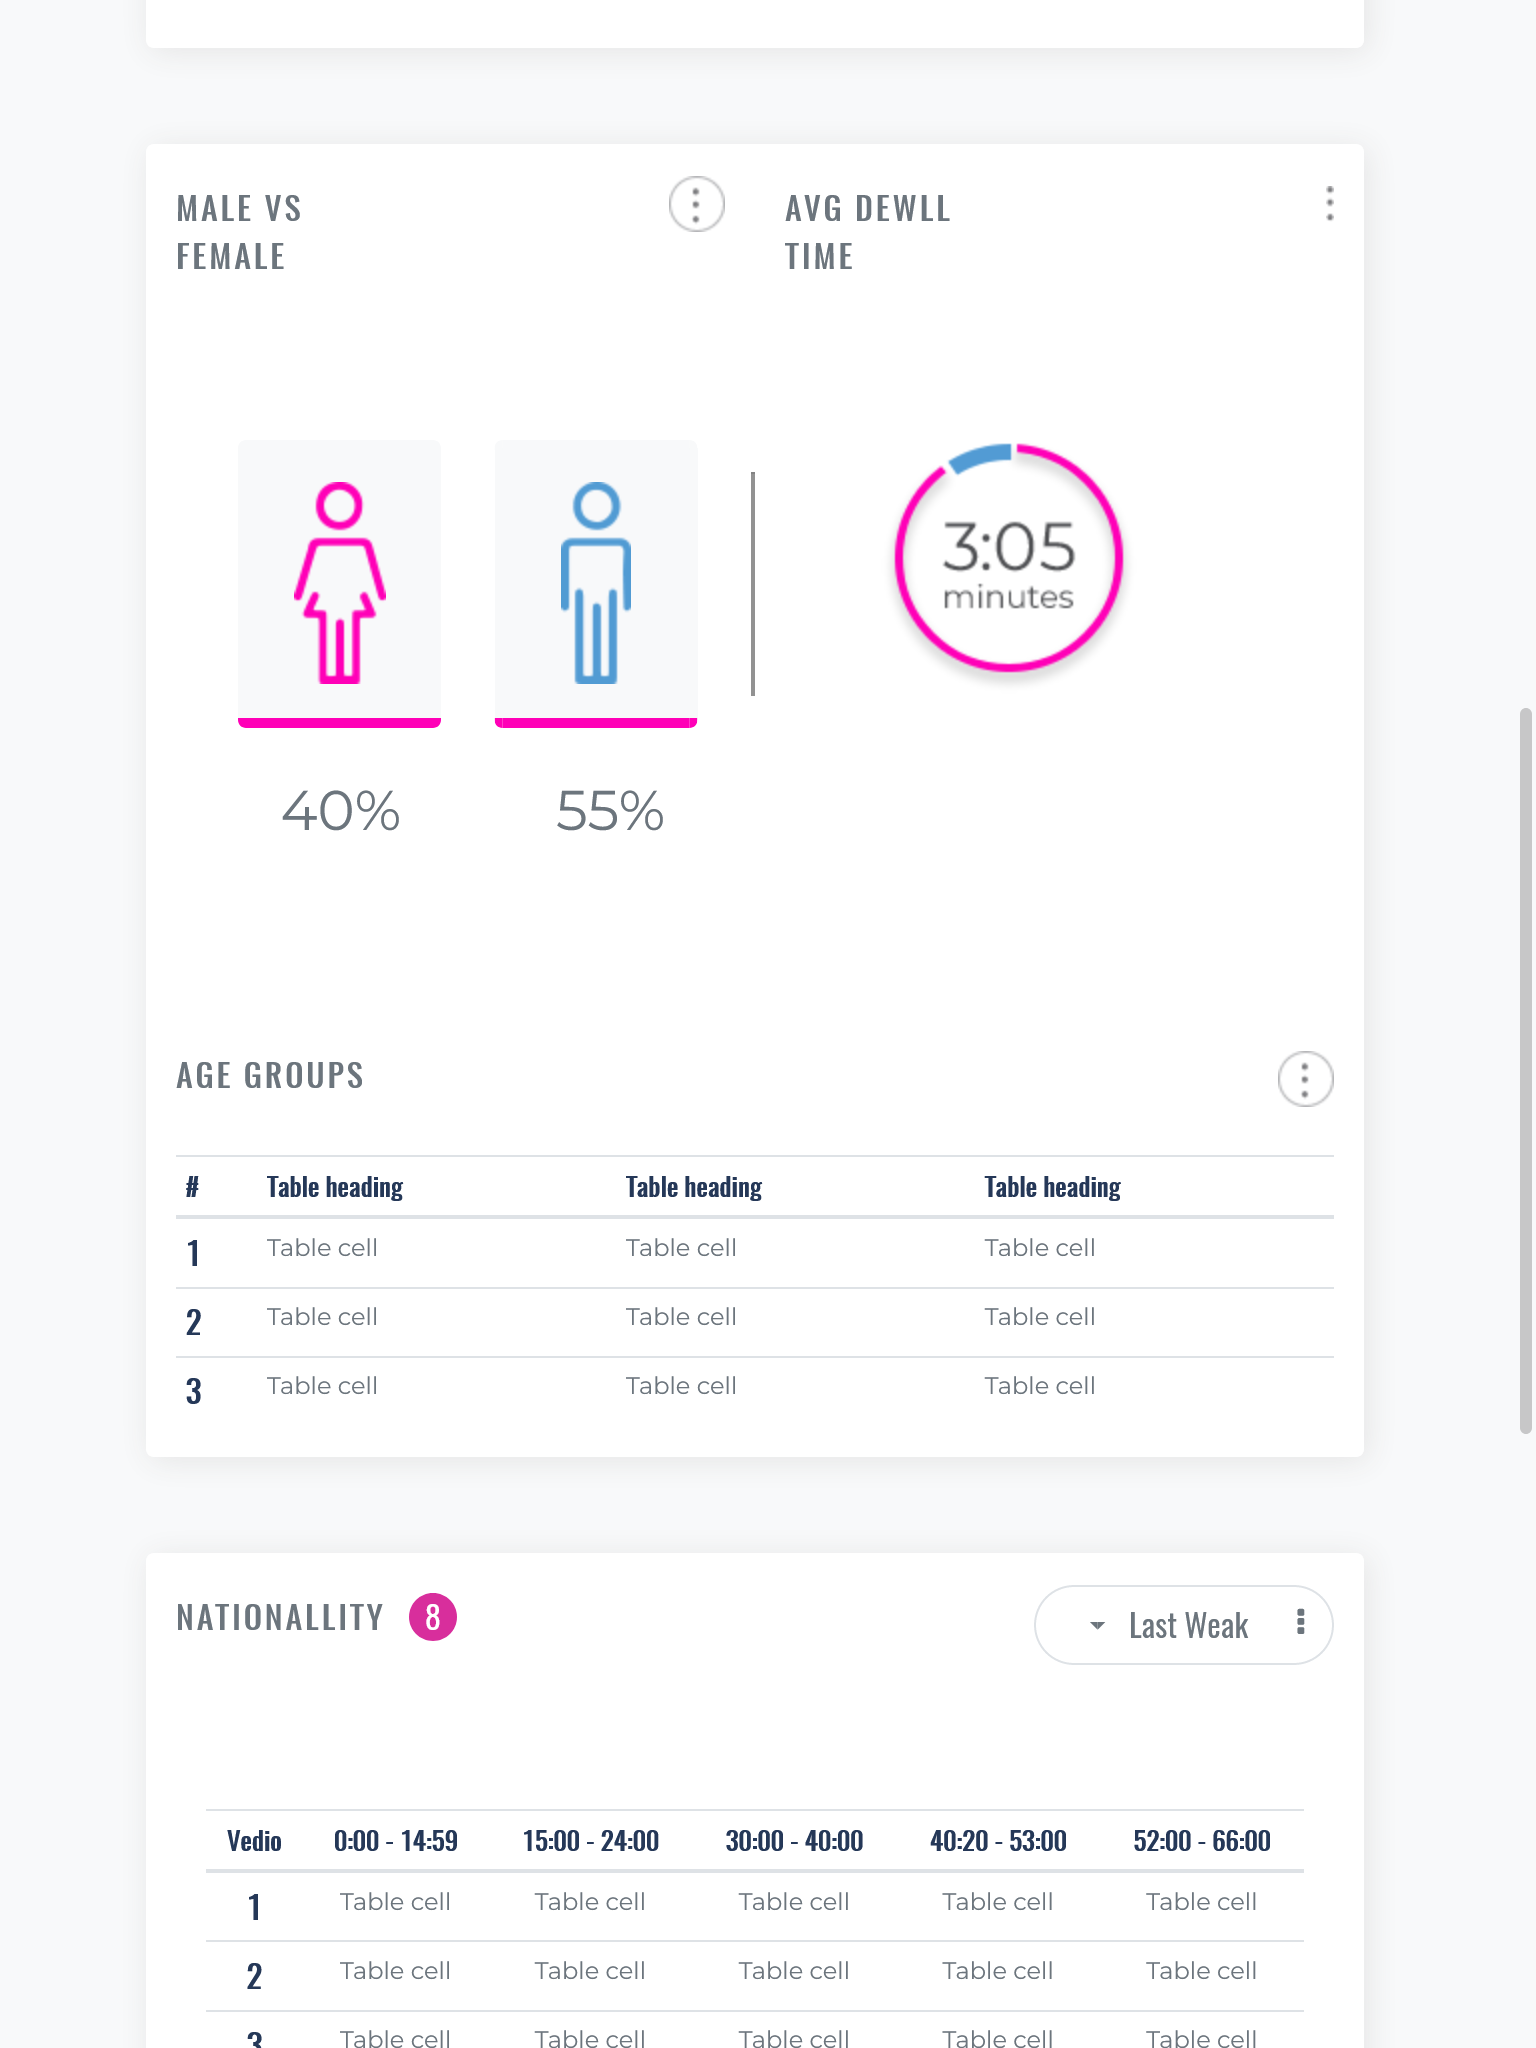 MALE VS
FEMALE
AVG DEWLL
TIME
3:05
minutes
40%
55%
AGE GROUPS
# Table heading Table heading Table heading
1 Table cell Table cell Table cell
2 Table cell Table cell Table cell
3 Table cell Table cell Table cell
NATIONALLITY 8
Last Weak
Vedio 0:00 - 14:59 15:00 - 24:00 30:00 - 40:00 40:20 - 53:00 52:00 - 66:00
1 Table cell Table cell Table cell Table cell Table cell
2 Table cell Table cell Table cell Table cell Table cell
3 Table cell Table cell Table cell Table cell Table cell